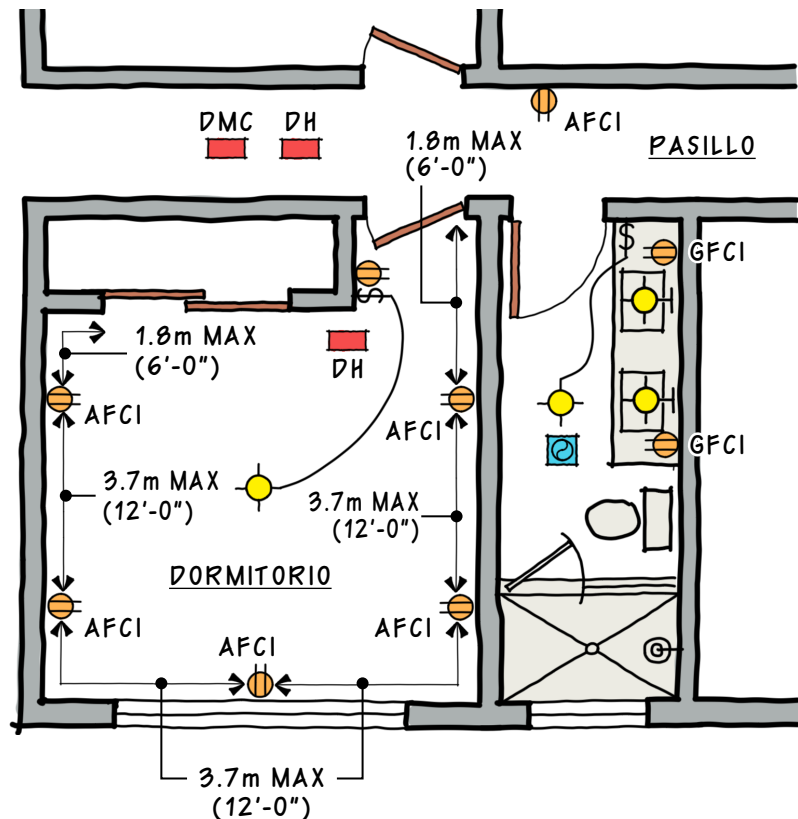 DMC
DH
AFCI
PASILLO
1.8m MAX
(6'-0")
$
GFCI
$
1.8m MAX
(6'-0")
DH
AFCI
AFCI
GFCI
3.7m MAX
(12'-0")
3.7m MAX
(12'-0")
DORMITORIO
AFCI
AFCI
AFCI
3.7m MAX
(12'-0")